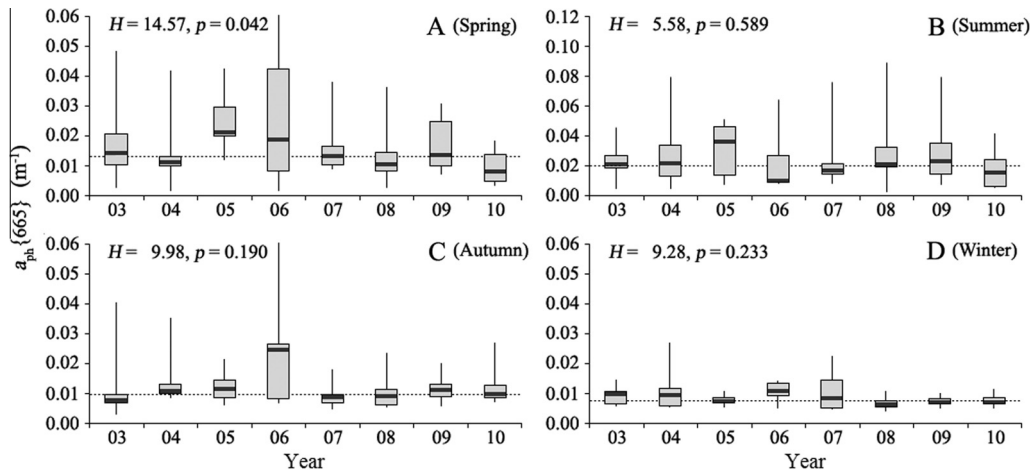 a_ph{665} (m⁻¹)
H = 14.57, p = 0.042 A (Spring)
0.06
0.05
0.04
0.03
0.02
0.01
0.00
03 04 05 06 07 08 09 10
H = 5.58, p = 0.589 B (Summer)
0.12
0.10
0.08
0.06
0.04
0.02
0.00
03 04 05 06 07 08 09 10
H = 9.98, p = 0.190 C (Autumn)
0.06
0.05
0.04
0.03
0.02
0.01
0.00
03 04 05 06 07 08 09 10
Year
H = 9.28, p = 0.233 D (Winter)
0.06
0.05
0.04
0.03
0.02
0.01
0.00
03 04 05 06 07 08 09 10
Year